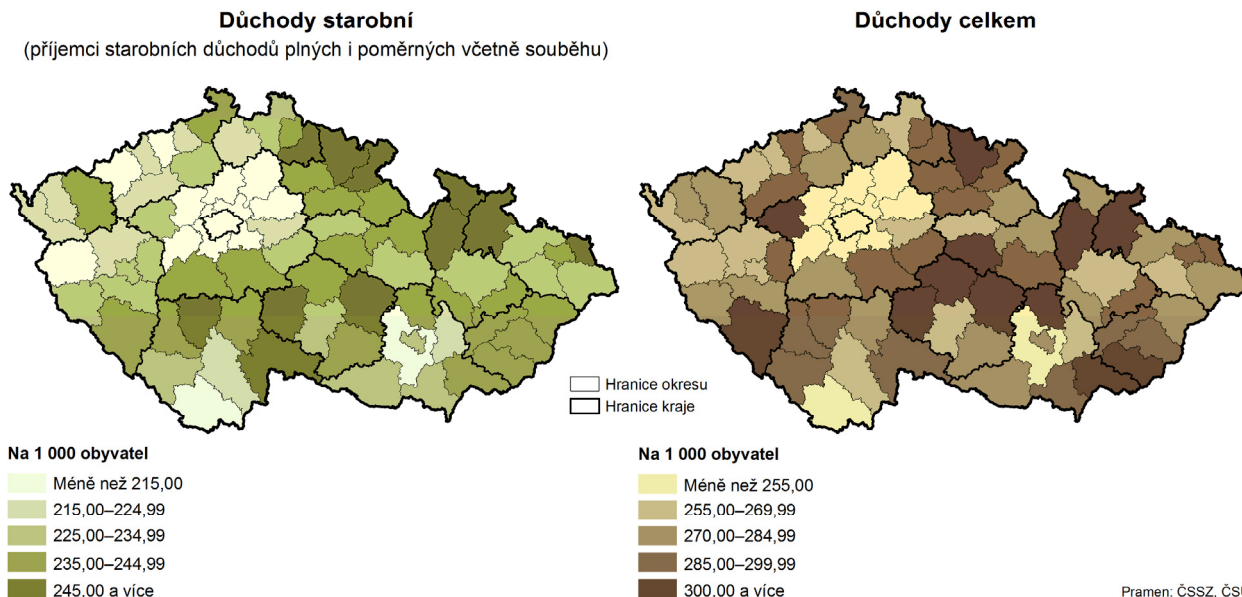 Důchody starobní
(příjemci starobních důchodů plných i poměrných včetně souběhu)
Důchody celkem
Hranice okresu
Hranice kraje
Na 1 000 obyvatel
Méně než 215,00
215,00–224,99
225,00–234,99
235,00–244,99
245,00 a více
Na 1 000 obyvatel
Méně než 255,00
255,00–269,99
270,00–284,99
285,00–299,99
300,00 a více
Pramen: ČSSZ, ČSÚ